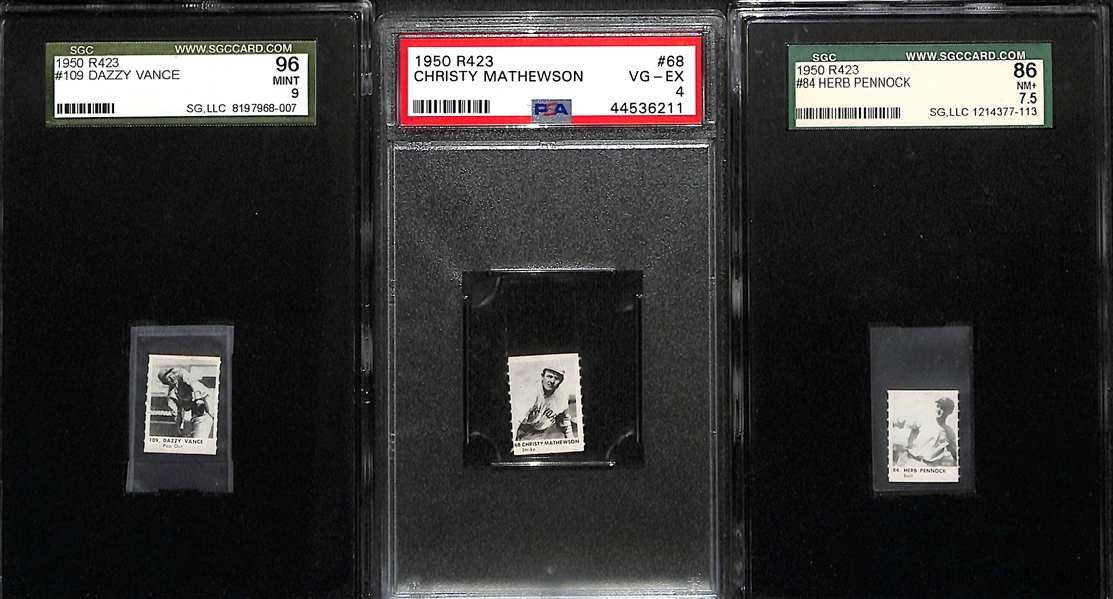 SGC WWW.SGCCARD.COM
1950 R423
#109 DAZZY VANCE
96
MINT
9
SG,LLC 8197968-007
1950 R423 #68
CHRISTY MATHEWSON VG-EX
4
PSA 44536211
SGC WWW.SGCCARD.COM
1950 R423
#84 HERB PENNOCK
86
NM+
7.5
SG,LLC 1214377-113
109. DAZZY VANCE
Pop Out
68 CHRISTY MATHEWSON
Strike
84. HERB PENNOCK
Ball